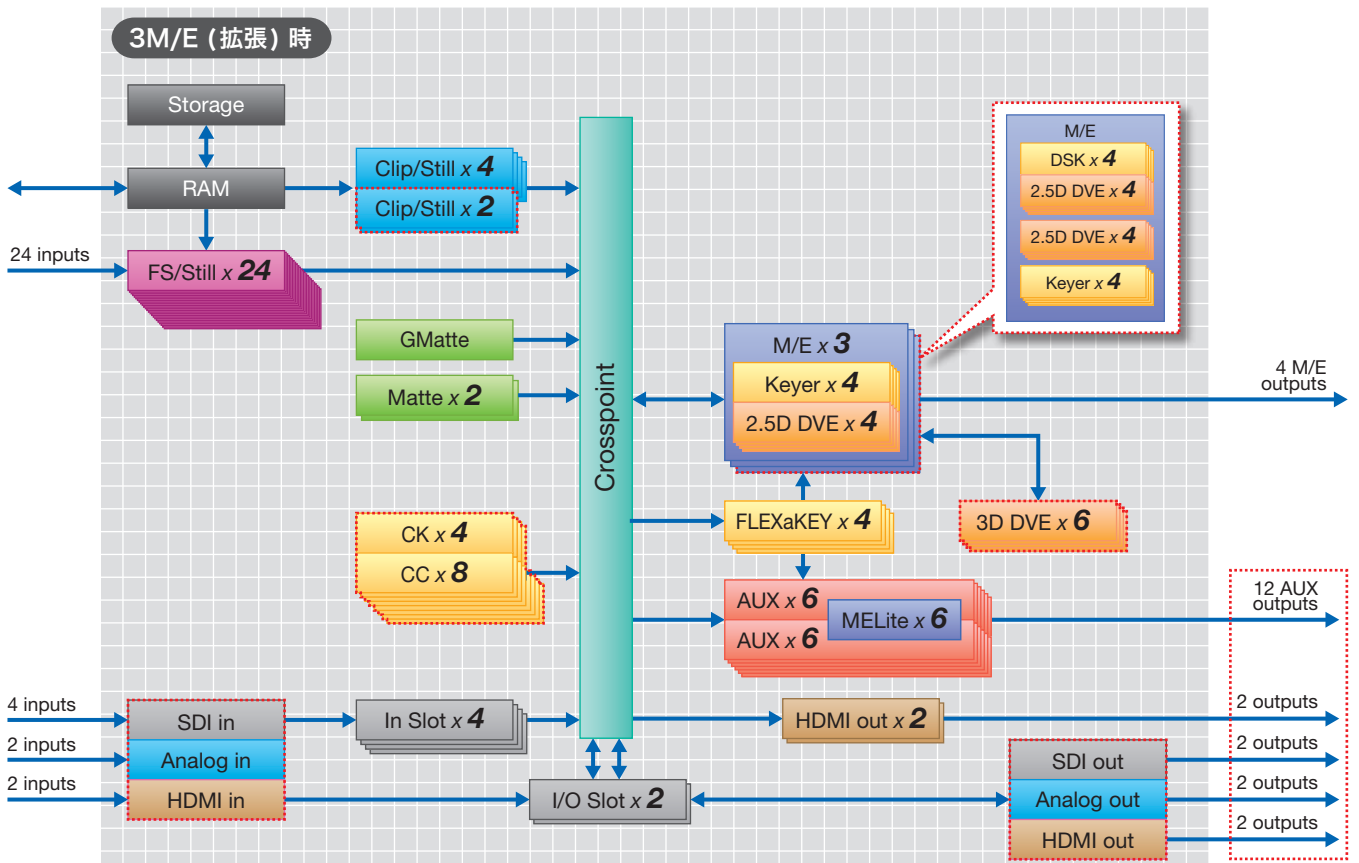 3M/E (拡張) 時
Storage
RAM
Clip/Still x 4
Clip/Still x 2
24 inputs
FS/Still x 24
GMatte
Matte x 2
CK x 4
CC x 8
Crosspoint
M/E
DSK x 4
2.5D DVE x 4
2.5D DVE x 4
Keyer x 4
M/E x 3
Keyer x 4
2.5D DVE x 4
4 M/E
outputs
FLEXaKEY x 4
3D DVE x 6
AUX x 6
AUX x 6
MELite x 6
12 AUX
outputs
4 inputs
2 inputs
2 inputs
SDI in
Analog in
HDMI in
In Slot x 4
I/O Slot x 2
HDMI out x 2
SDI out
Analog out
HDMI out
2 outputs
2 outputs
2 outputs
2 outputs